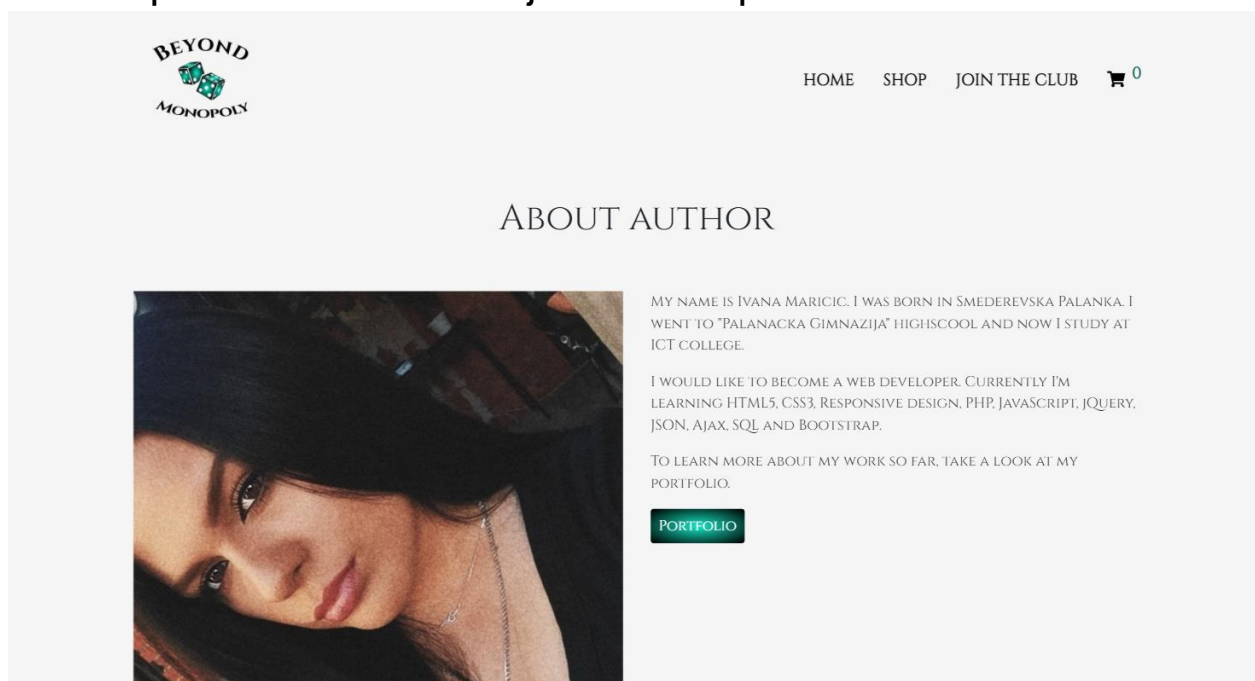 BEYOND
MONOPOLY
HOME SHOP JOIN THE CLUB 0
ABOUT AUTHOR
MY NAME IS IVANA MARICIC. I WAS BORN IN SMEDEREVSKA PALANKA. I
WENT TO "PALANACKA GIMNAZIJA" HIGHSCOOL AND NOW I STUDY AT
ICT COLLEGE.
I WOULD LIKE TO BECOME A WEB DEVELOPER. CURRENTLY I'M
LEARNING HTML5, CSS3, RESPONSIVE DESIGN, PHP, JAVASCRIPT, JQUERY,
JSON, AJAX, SQL AND BOOTSTRAP.
TO LEARN MORE ABOUT MY WORK SO FAR, TAKE A LOOK AT MY
PORTFOLIO.
PORTFOLIO